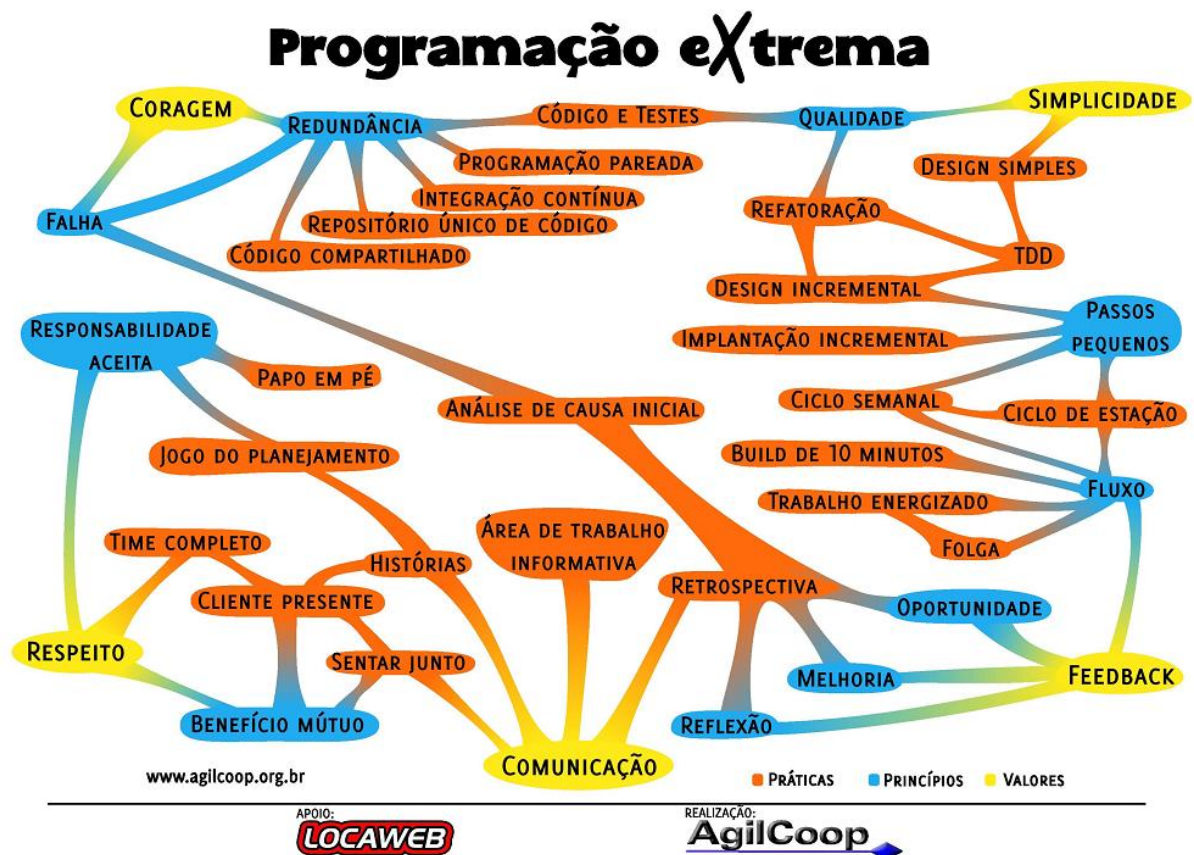 Programação eXtrema
CORAGEM
REDUNDÂNCIA
CÓDIGO E TESTES
QUALIDADE
SIMPLICIDADE
PROGRAMAÇÃO PAREADA
DESIGN SIMPLES
INTEGRAÇÃO CONTÍNUA
REFATORAÇÃO
FALHA
REPOSITÓRIO ÚNICO DE CÓDIGO
CÓDIGO COMPARTILHADO
TDD
DESIGN INCREMENTAL
PASSOS
PEQUENOS
RESPONSABILIDADE
ACEITA
IMPLANTAÇÃO INCREMENTAL
PAPO EM PÉ
CICLO SEMANAL
ANÁLISE DE CAUSA INICIAL
CICLO DE ESTAÇÃO
JOGO DO PLANEJAMENTO
BUILD DE 10 MINUTOS
FLUXO
TRABALHO ENERGIZADO
ÁREA DE TRABALHO
INFORMATIVA
TIME COMPLETO
FOLGA
HISTÓRIAS
RETROSPECTIVA
CLIENTE PRESENTE
OPORTUNIDADE
RESPEITO
SENTAR JUNTO
FEEDBACK
MELHORIA
BENEFÍCIO MÚTUO
REFLEXÃO
COMUNICAÇÃO
www.agilcoop.org.br
PRÁTICAS
PRINCÍPIOS
VALORES
APOIO:
LOCAWEB
REALIZAÇÃO:
AgilCoop